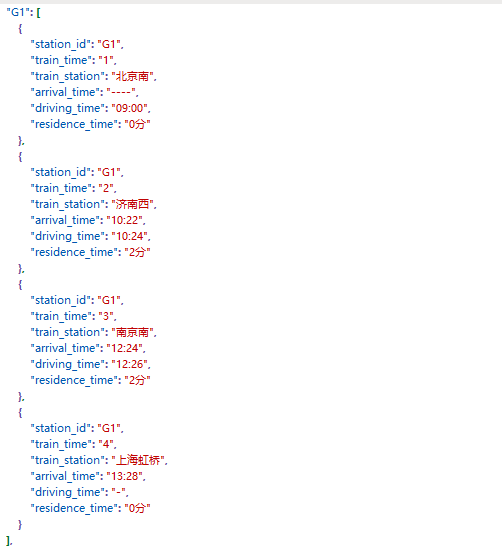 "G1": [
{
"station_id": "G1",
"train_time": "1",
"train_station": "北京南",
"arrival_time": "----",
"driving_time": "09:00",
"residence_time": "0分"
},
{
"station_id": "G1",
"train_time": "2",
"train_station": "济南西",
"arrival_time": "10:22",
"driving_time": "10:24",
"residence_time": "2分"
},
{
"station_id": "G1",
"train_time": "3",
"train_station": "南京南",
"arrival_time": "12:24",
"driving_time": "12:26",
"residence_time": "2分"
},
{
"station_id": "G1",
"train_time": "4",
"train_station": "上海虹桥",
"arrival_time": "13:28",
"driving_time": "-",
"residence_time": "0分"
}
],